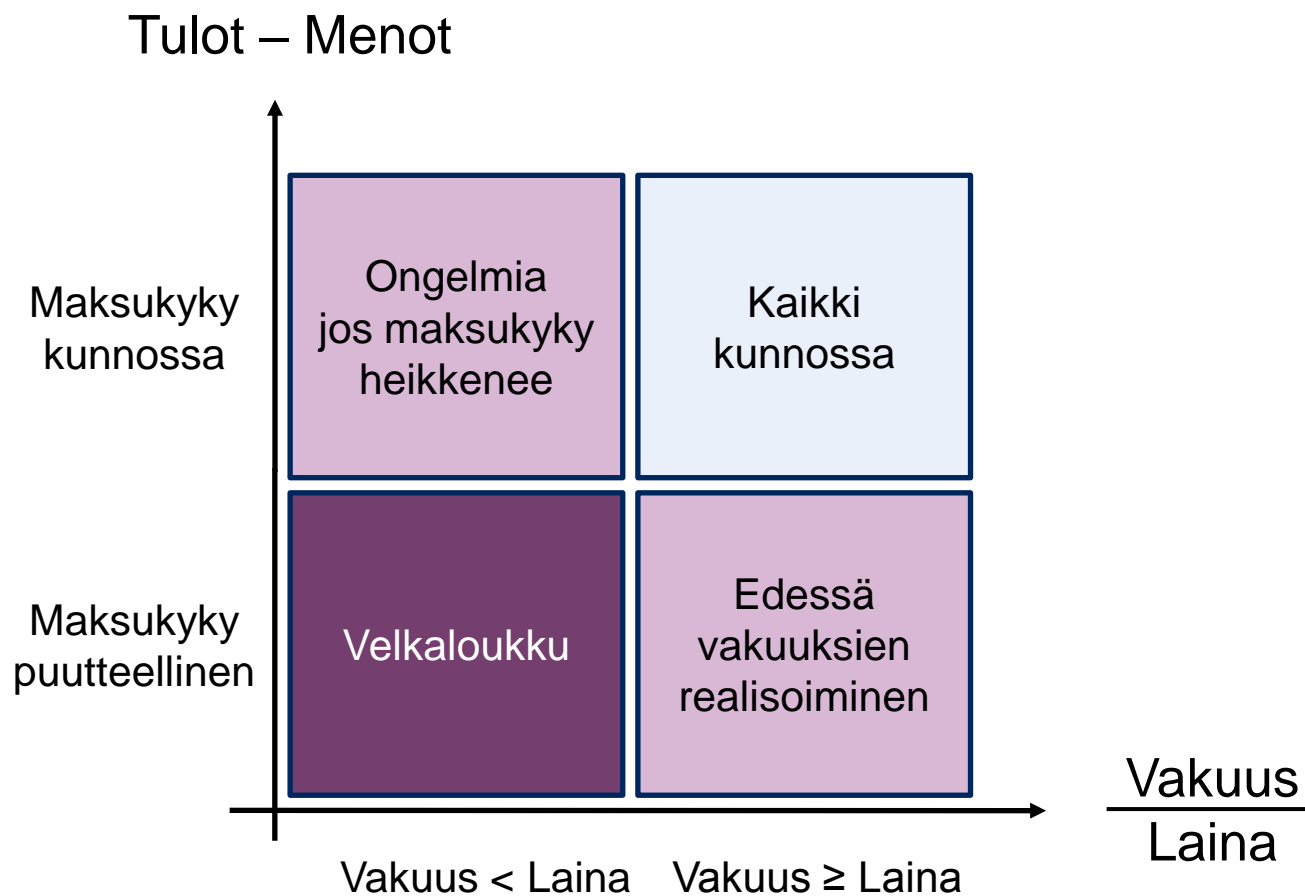 Tulot – Menot
Maksukyky
kunnossa
Ongelmia
jos maksukyky
heikkenee
Kaikki
kunnossa
Maksukyky
puutteellinen
Velkaloukku
Edessä
vakuuksien
realisoiminen
Vakuus
Laina
Vakuus < Laina
Vakuus ≥ Laina